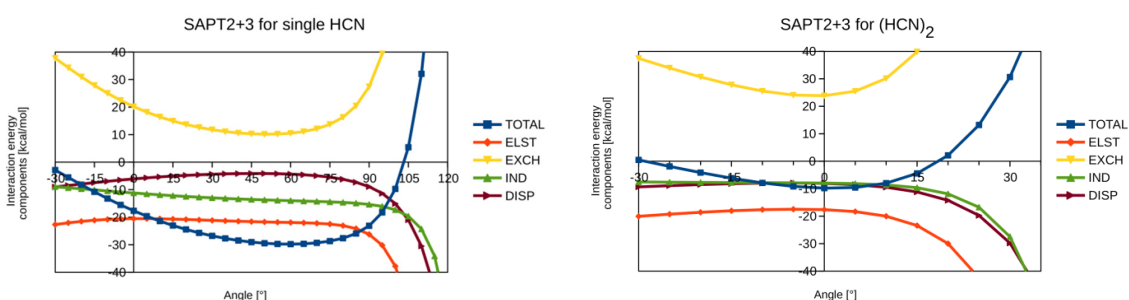 SAPT2+3 for single HCN
Interaction energy
components [kcal/mol]
40
30
20
10
0
-10
-20
-30
-40
-30 -15 0 15 30 45 60 75 90 105 120
Angle [°]
TOTAL
ELST
EXCH
IND
DISP
SAPT2+3 for (HCN)2
Interaction energy
components [kcal/mol]
40
30
20
10
0
-10
-20
-30
-40
-30 -15 0 15 30
Angle [°]
TOTAL
ELST
EXCH
IND
DISP